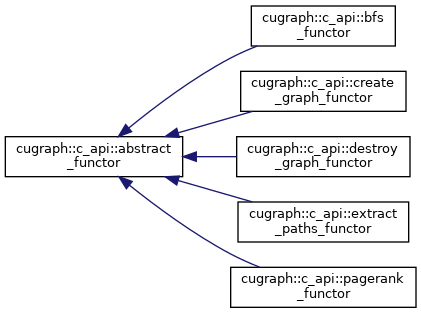 cugraph::c_api::bfs
_functor
cugraph::c_api::create
_graph_functor
cugraph::c_api::abstract
_functor
cugraph::c_api::destroy
_graph_functor
cugraph::c_api::extract
_paths_functor
cugraph::c_api::pagerank
_functor